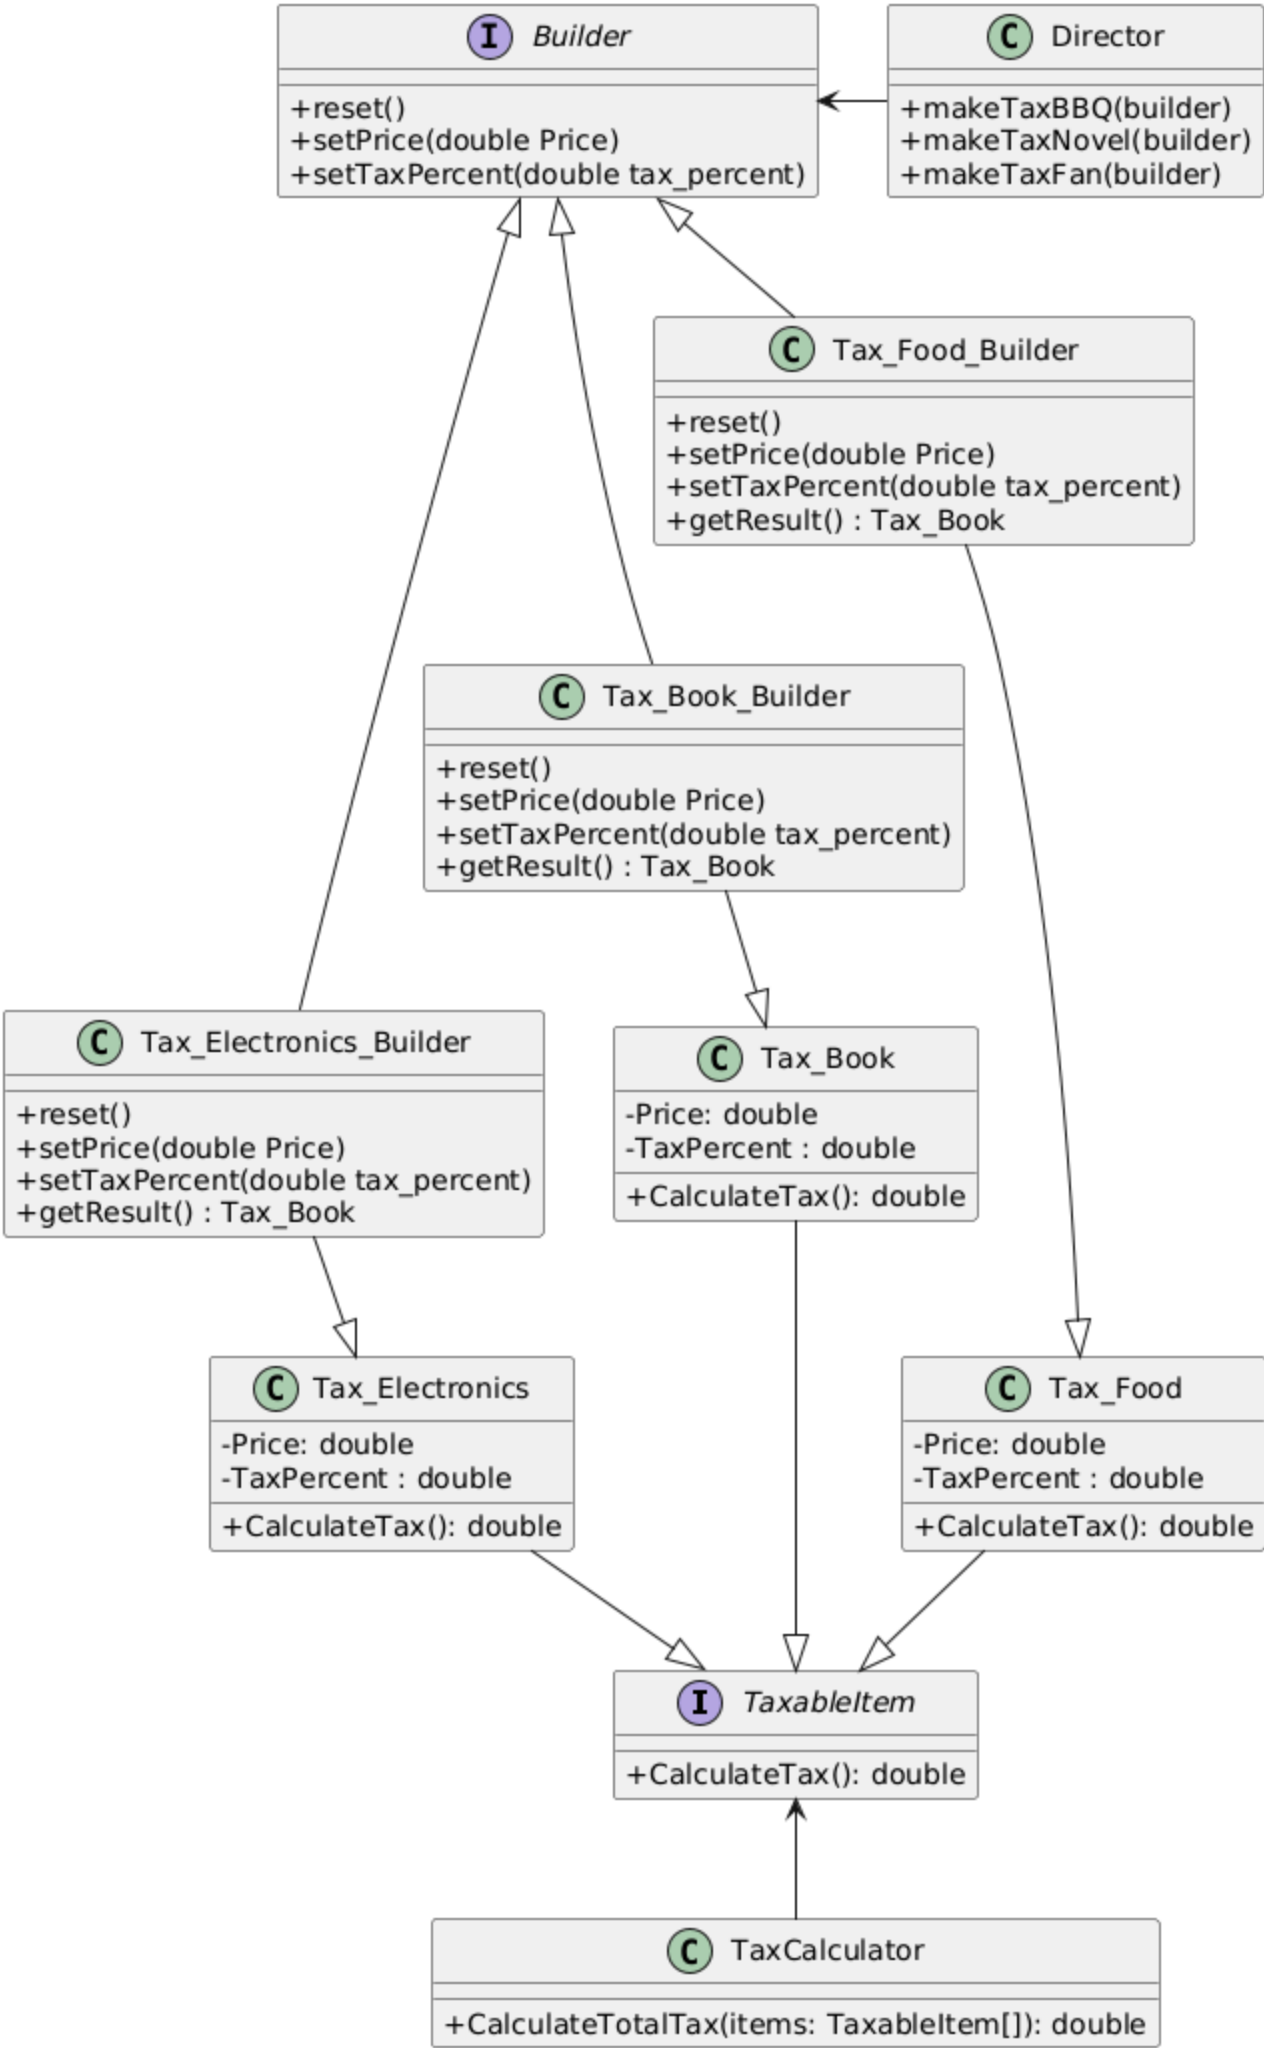 I Builder
+reset()
+setPrice(double Price)
+setTaxPercent(double tax_percent)
C Director
+makeTaxBBQ(builder)
+makeTaxNovel(builder)
+makeTaxFan(builder)
C Tax_Food_Builder
+reset()
+setPrice(double Price)
+setTaxPercent(double tax_percent)
+getResult() : Tax_Book
C Tax_Book_Builder
+reset()
+setPrice(double Price)
+setTaxPercent(double tax_percent)
+getResult() : Tax_Book
C Tax_Electronics_Builder
+reset()
+setPrice(double Price)
+setTaxPercent(double tax_percent)
+getResult() : Tax_Book
C Tax_Book
-Price: double
-TaxPercent : double
+CalculateTax(): double
C Tax_Electronics
-Price: double
-TaxPercent : double
+CalculateTax(): double
C Tax_Food
-Price: double
-TaxPercent : double
+CalculateTax(): double
I TaxableItem
+CalculateTax(): double
C TaxCalculator
+CalculateTotalTax(items: TaxableItem[]): double